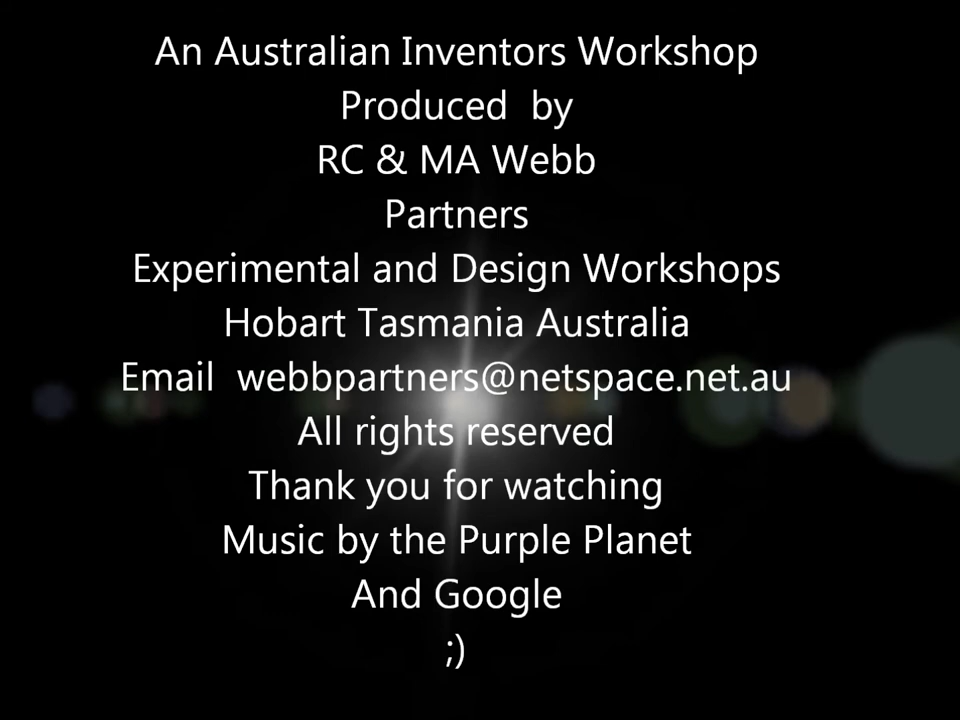 An Australian Inventors Workshop
Produced  by
RC & MA Webb
Partners
Experimental and Design Workshops
Hobart Tasmania Australia
Email  webbpartners@netspace.net.au
All rights reserved
Thank you for watching
Music by the Purple Planet
And Google
;)